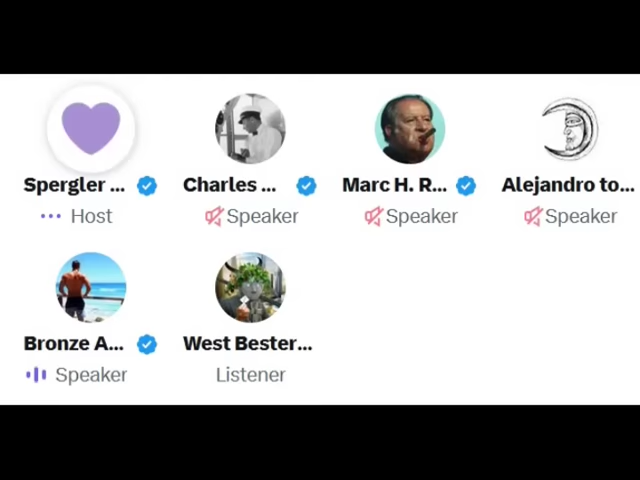 Spergler ... Charles ... Marc H. R... Alejandro to...
Host Speaker Speaker Speaker
Bronze A... West Bester...
Speaker Listener